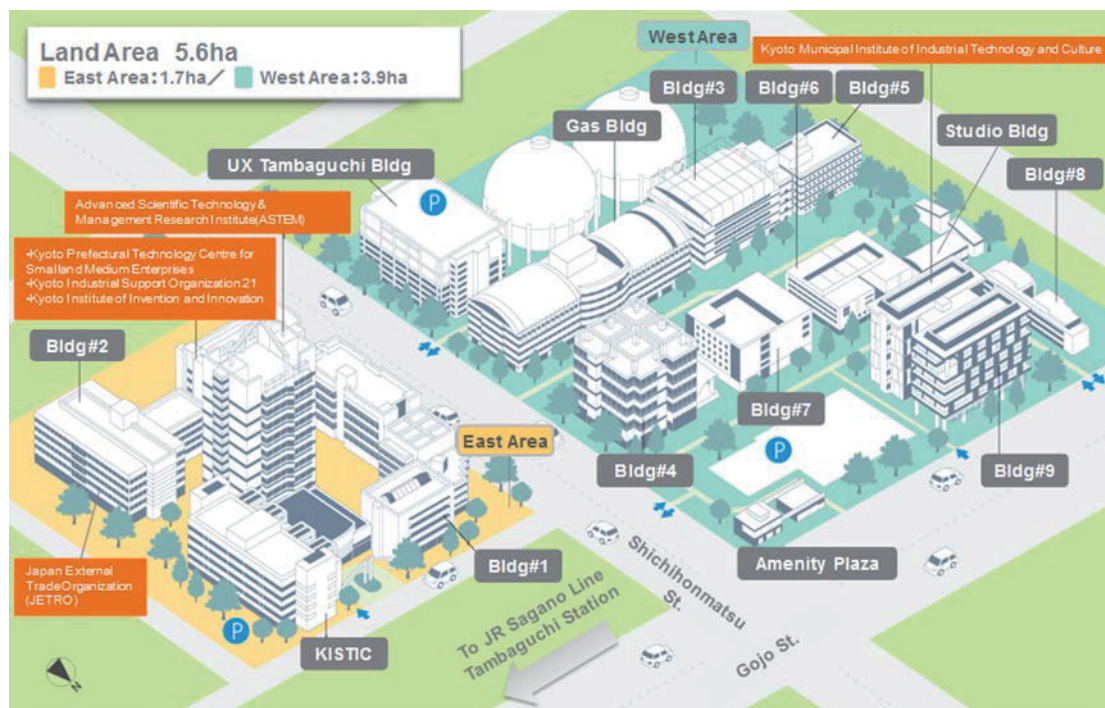 Land Area 5.6ha
East Area:1.7ha／ West Area:3.9ha
West Area
Kyoto Municipal Institute of Industrial Technology and Culture
Bldg#3
Bldg#6
Bldg#5
Gas Bldg
Studio Bldg
UX Tambaguchi Bldg
P
Bldg#8
Advanced Scientific Technology &
Management Research Institute(ASTEM)
•Kyoto Prefectural Technology Centre for
Smalland Medium Enterprises
•Kyoto Industrial Support Organization 21
•Kyoto Institute of Invention and Innovation
Bldg#2
East Area
Bldg#7
P
Bldg#4
Bldg#9
Amenity Plaza
Bldg#1
Japan External
TradeOrganization
(JETRO)
P
KISTIC
Shichihonmatsu
St.
To JR Sagano Line
Tambaguchi Station
Gojo St.
N